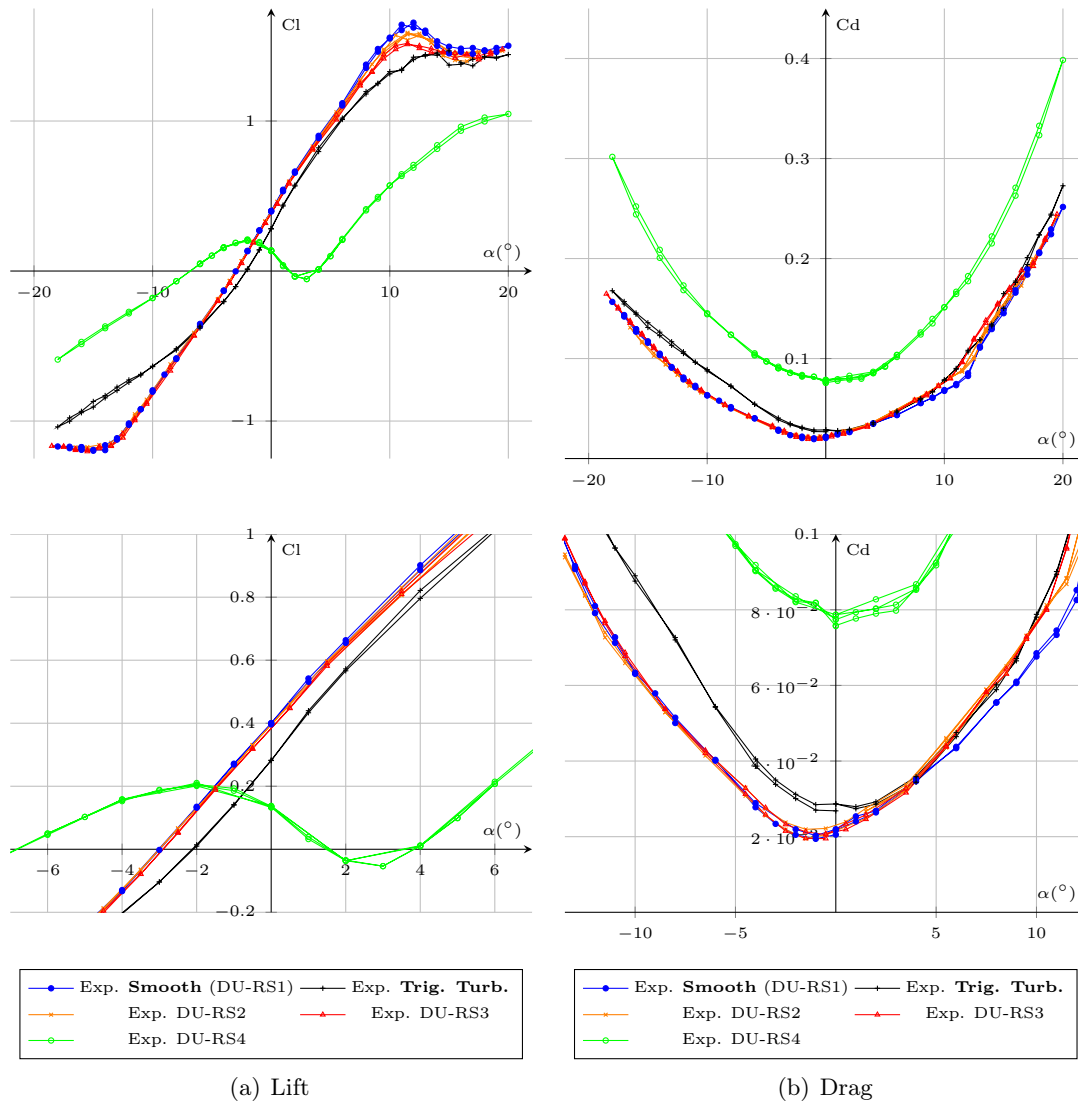 Cl
α(°)
1
−1
−20
−10
10
20
Cd
0.4
0.3
0.2
0.1
α(°)
−20
−10
10
20
1
Cl
0.8
0.6
0.4
0.2
α(°)
−0.2
−6
−4
−2
2
4
6
0.1
Cd
8 · 10⁻²
6 · 10⁻²
4 · 10⁻²
2 · 10⁻²
α(°)
−10
−5
5
10
Exp. Smooth (DU-RS1) Exp. Trig. Turb.
Exp. DU-RS2 Exp. DU-RS3
Exp. DU-RS4
Exp. Smooth (DU-RS1) Exp. Trig. Turb.
Exp. DU-RS2 Exp. DU-RS3
Exp. DU-RS4
(a) Lift
(b) Drag